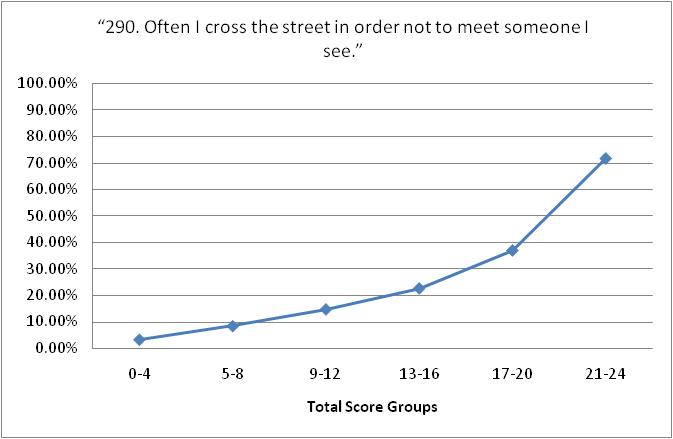 “290. Often I cross the street in order not to meet someone I
see.”
100.00%
90.00%
80.00%
70.00%
60.00%
50.00%
40.00%
30.00%
20.00%
10.00%
0.00%
0-4 5-8 9-12 13-16 17-20 21-24
Total Score Groups